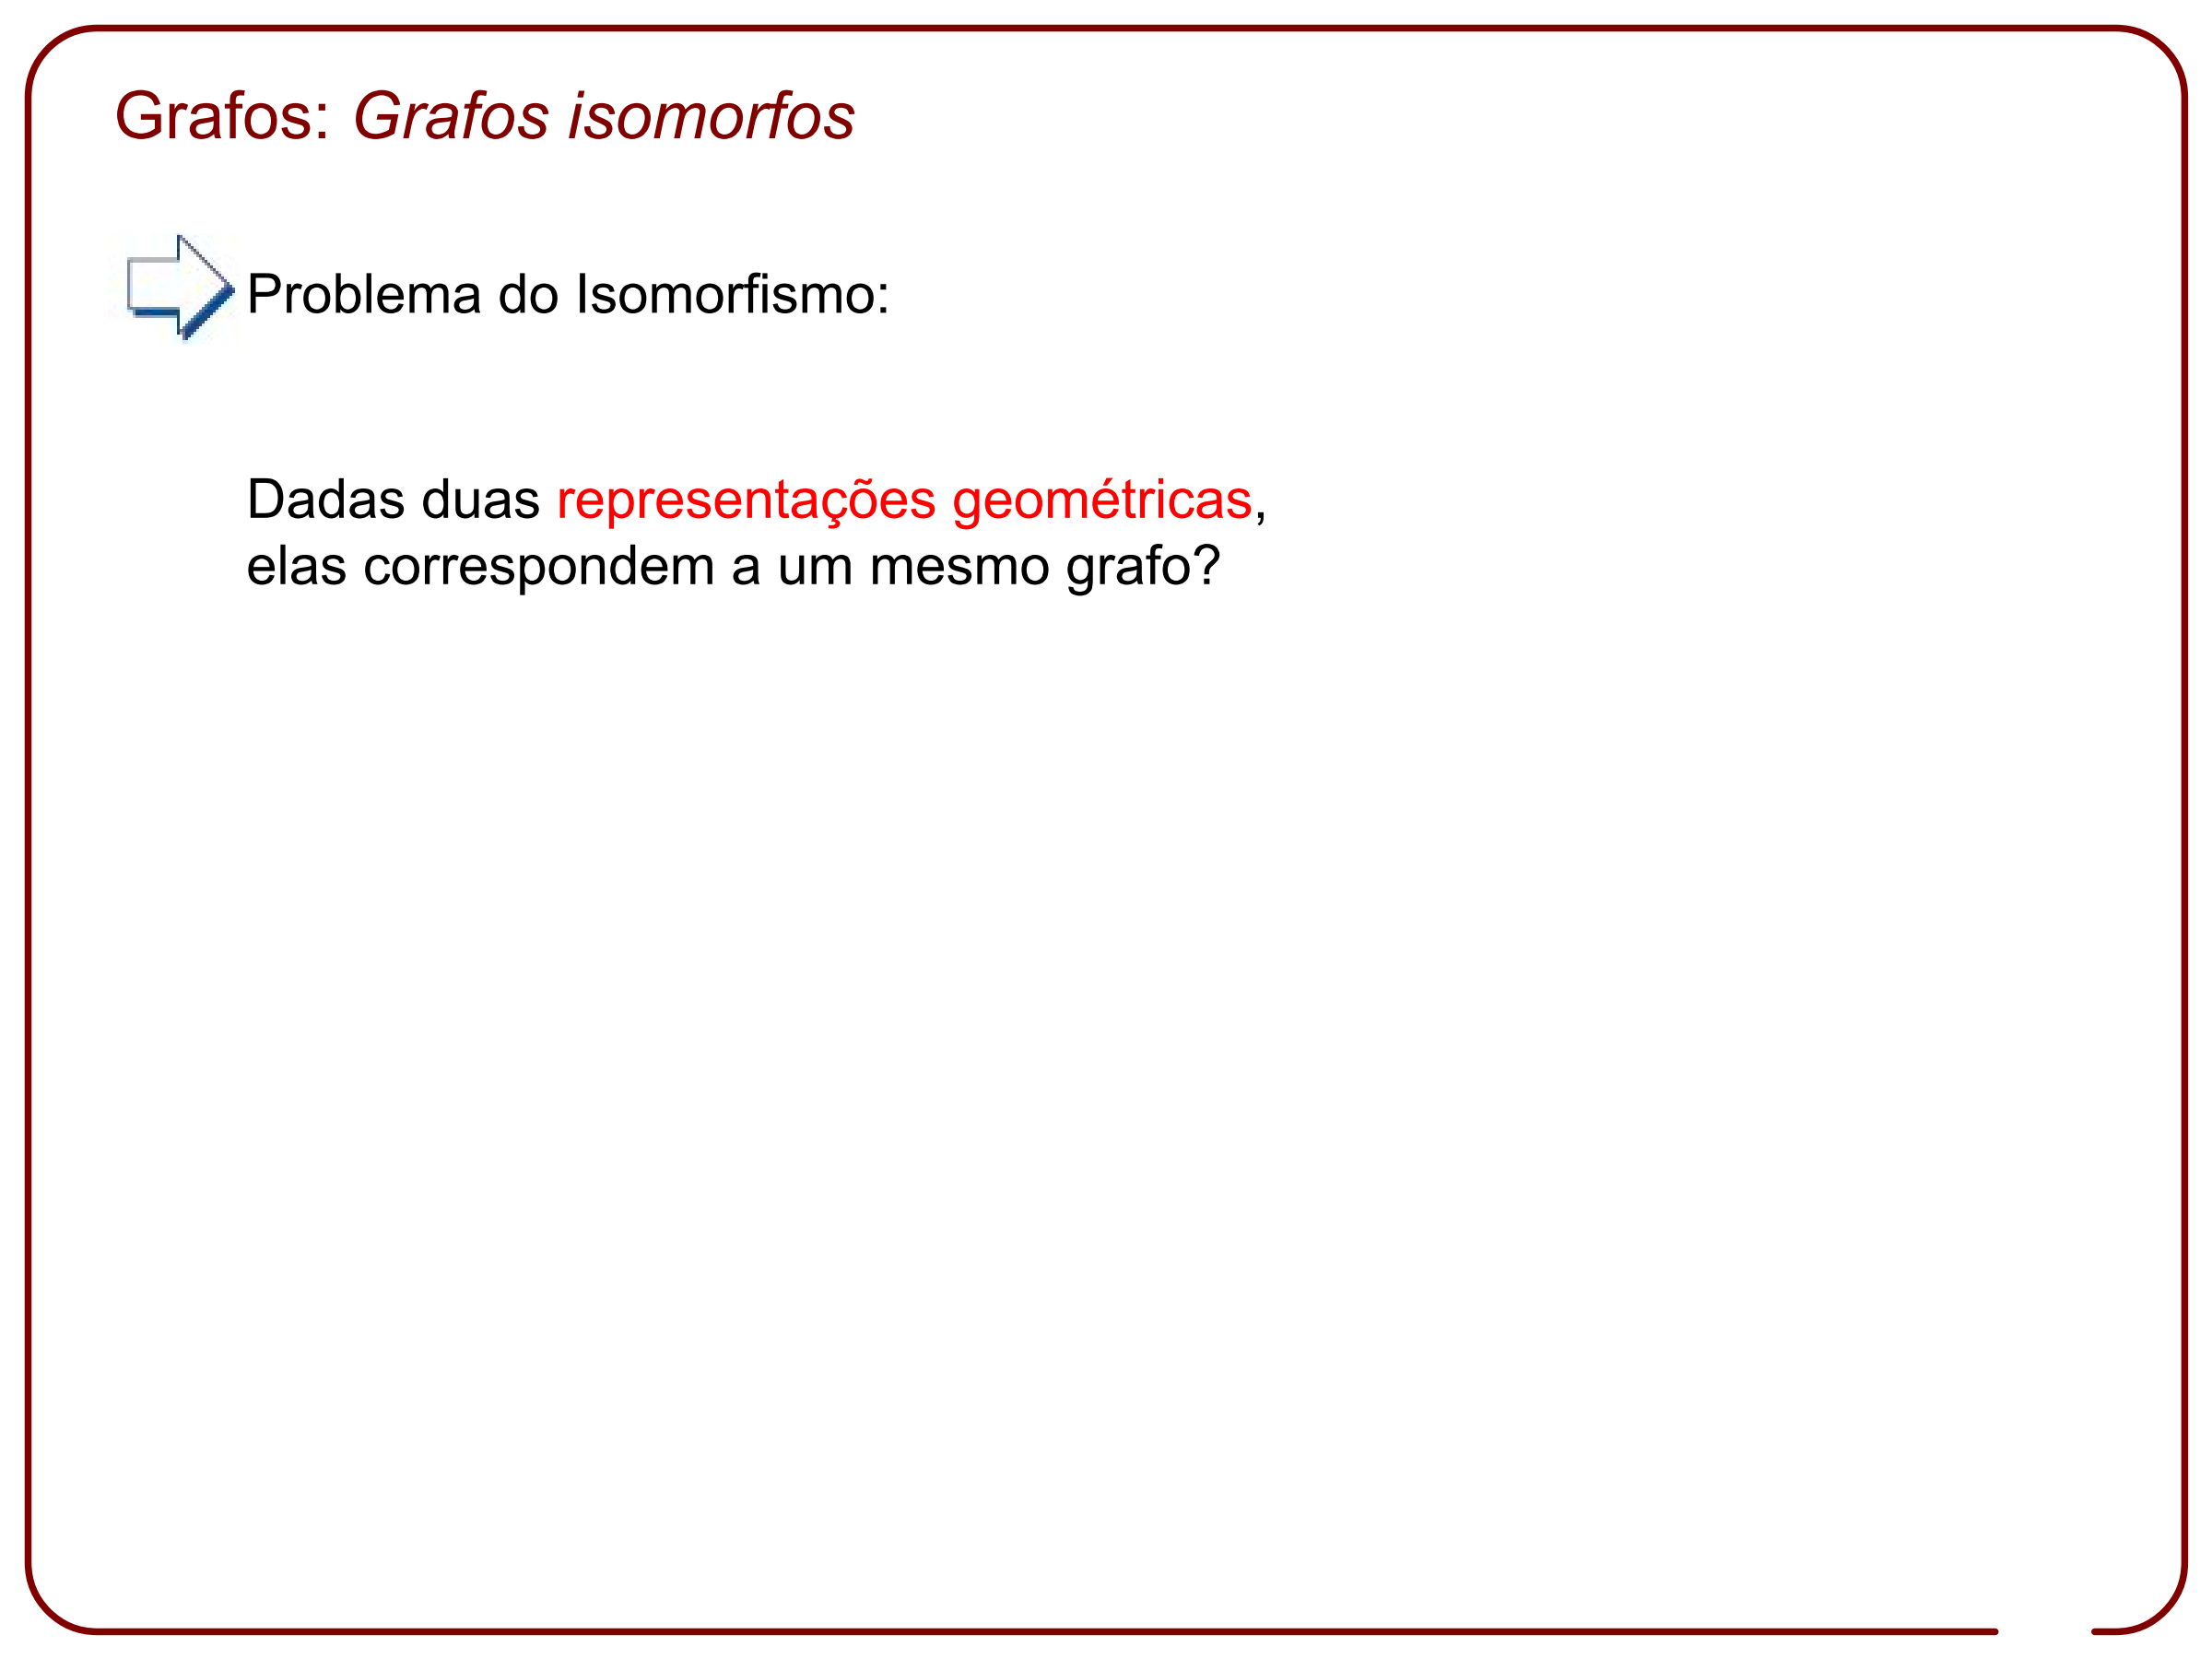 Grafos: Grafos isomorfos
Problema do Isomorfismo:
Dadas duas representações geométricas,
elas correspondem a um mesmo grafo?